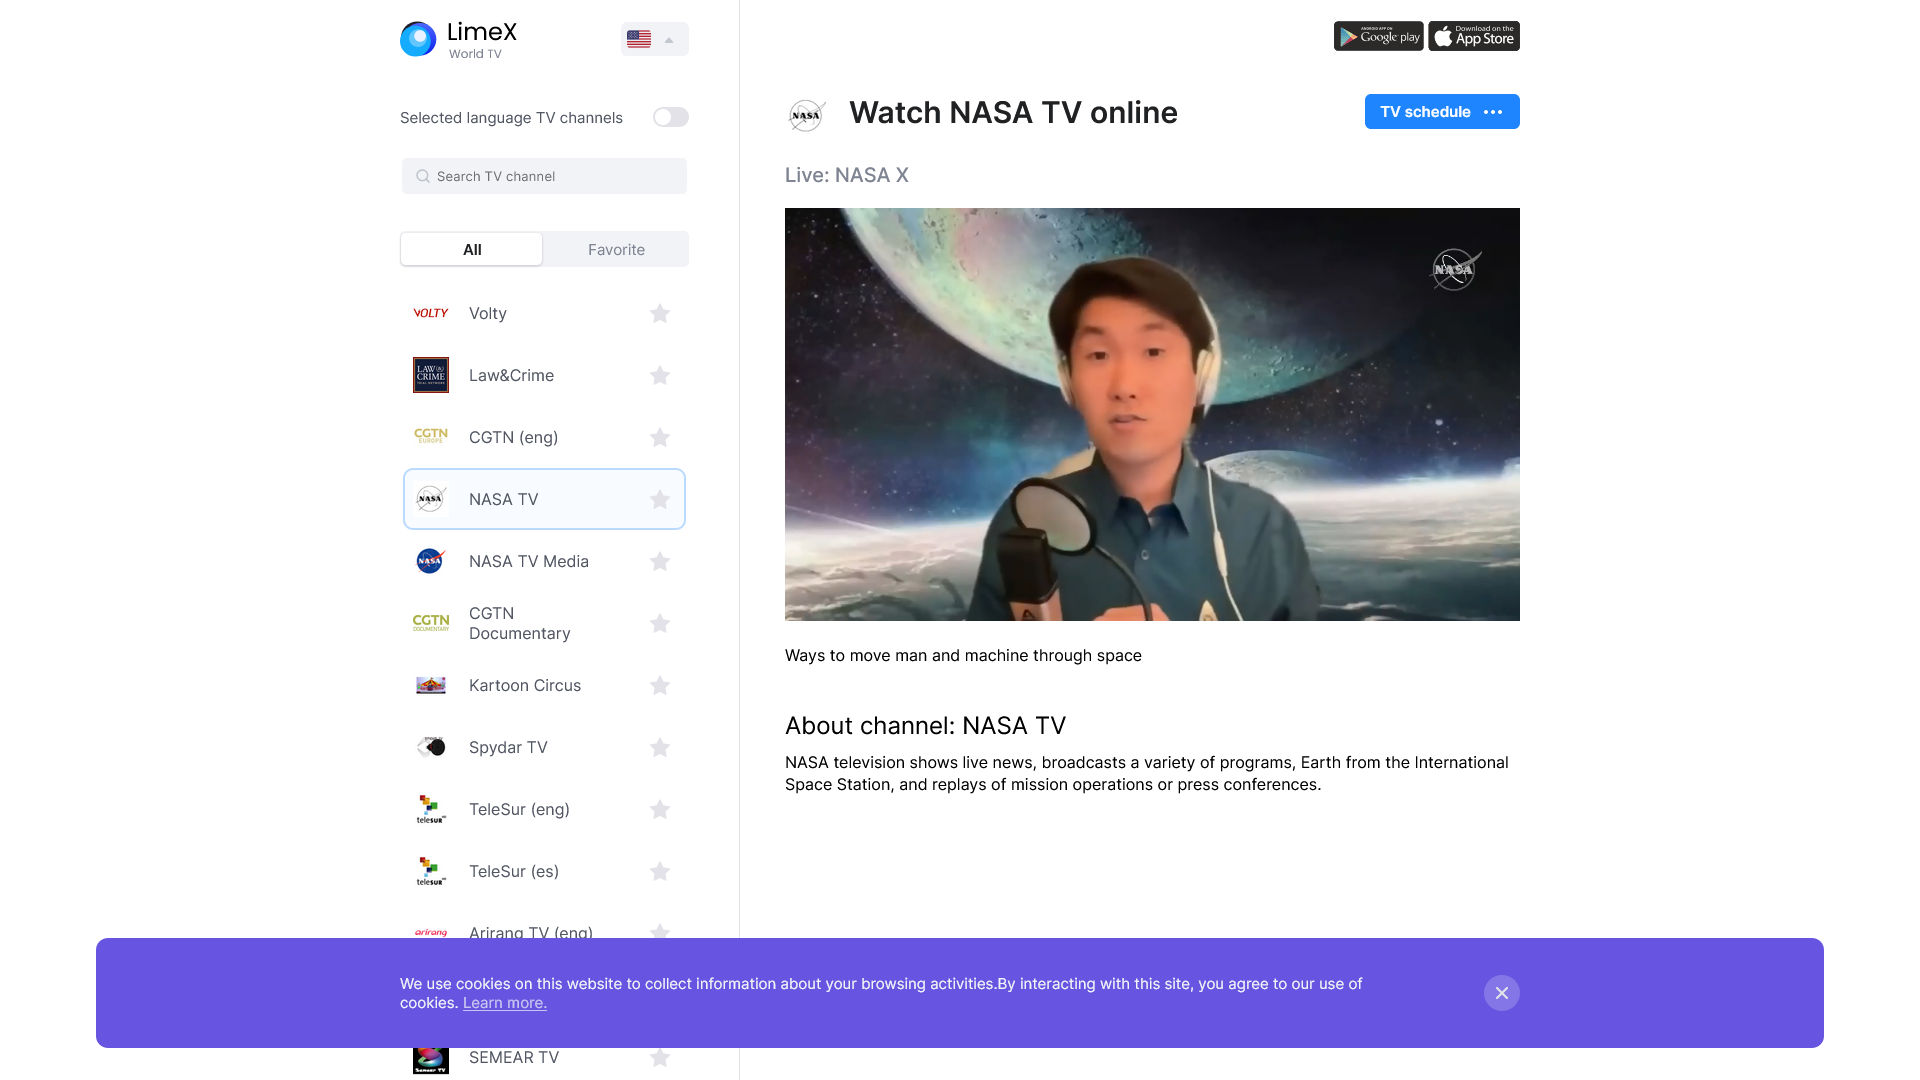 LimeX
World TV
ANDROID APP ON
Google play
Download on the
App Store
Selected language TV channels
Search TV channel
All
Favorite
VOLTY
Volty
LAW&
CRIME
Law&Crime
CGTN
EUROPE
CGTN (eng)
NASA
NASA TV
NASA
NASA TV Media
CGTN
DOCUMENTARY
CGTN
Documentary
Kartoon Circus
Spydar TV
teleSUR
TeleSur (eng)
teleSUR
TeleSur (es)
arirang
Arirang TV (eng)
Semear TV
SEMEAR TV
NASA
Watch NASA TV online
TV schedule
Live: NASA X
NASA
Ways to move man and machine through space
About channel: NASA TV
NASA television shows live news, broadcasts a variety of programs, Earth from the International
Space Station, and replays of mission operations or press conferences.
We use cookies on this website to collect information about your browsing activities.By interacting with this site, you agree to our use of
cookies. Learn more.